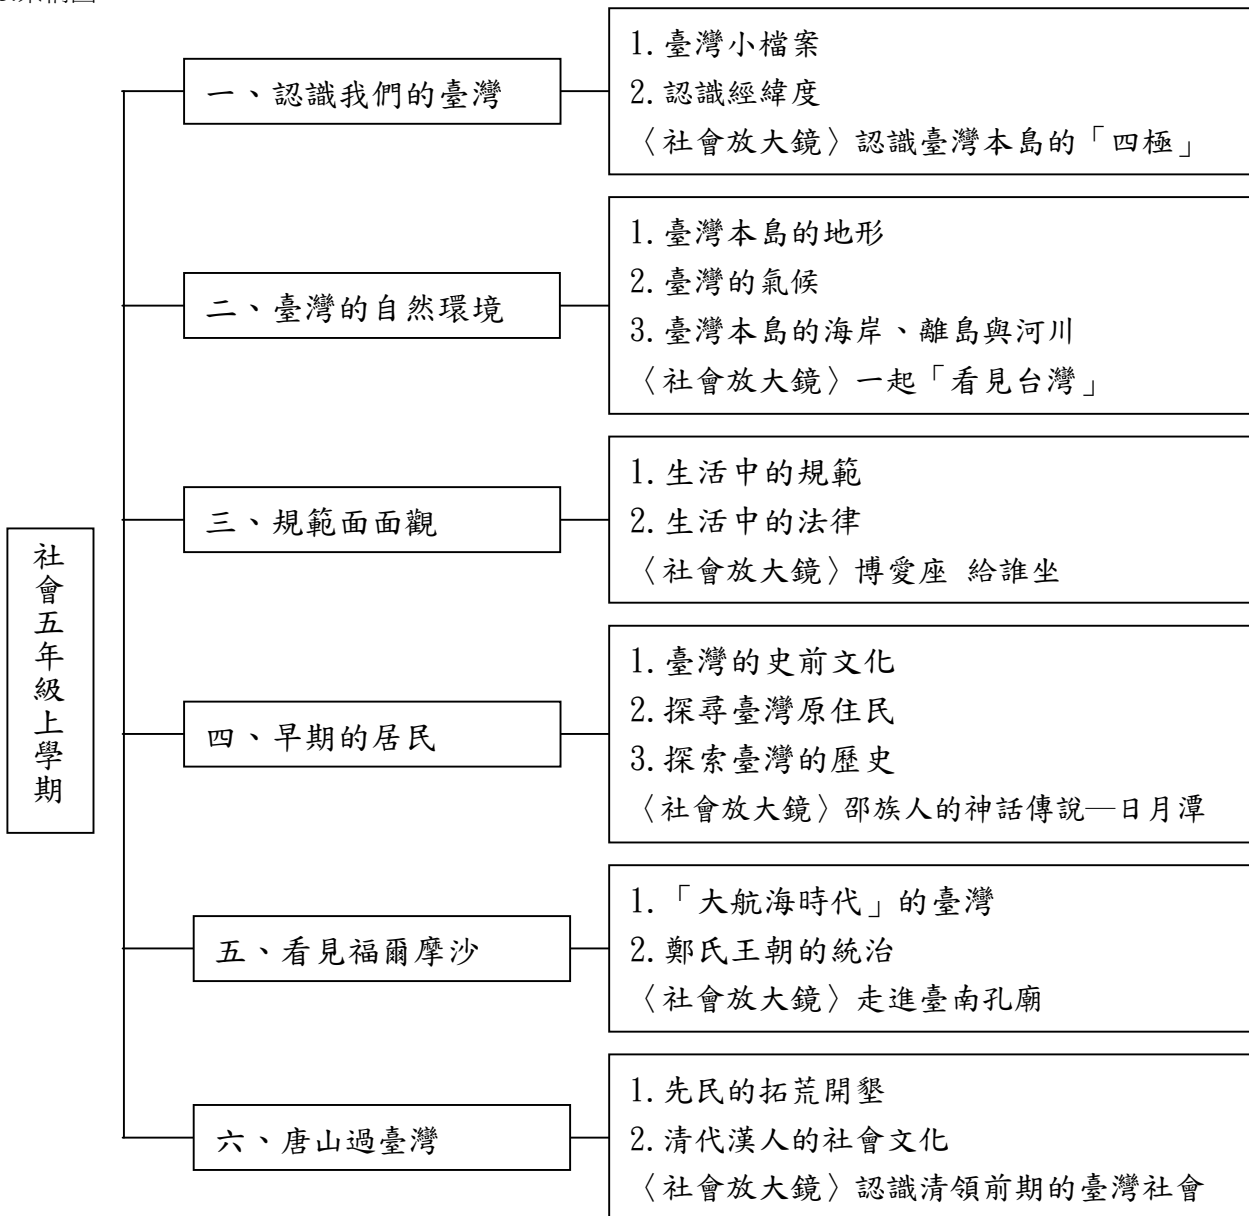 社會五年級上學期
一、認識我們的臺灣
1.臺灣小檔案
2.認識經緯度
〈社會放大鏡〉認識臺灣本島的「四極」
二、臺灣的自然環境
1.臺灣本島的地形
2.臺灣的氣候
3.臺灣本島的海岸、離島與河川
〈社會放大鏡〉一起「看見台灣」
三、規範面面觀
1.生活中的規範
2.生活中的法律
〈社會放大鏡〉博愛座 給誰坐
四、早期的居民
1.臺灣的史前文化
2.探尋臺灣原住民
3.探索臺灣的歷史
〈社會放大鏡〉邵族人的神話傳說─日月潭
五、看見福爾摩沙
1.「大航海時代」的臺灣
2.鄭氏王朝的統治
〈社會放大鏡〉走進臺南孔廟
六、唐山過臺灣
1.先民的拓荒開墾
2.清代漢人的社會文化
〈社會放大鏡〉認識清領前期的臺灣社會